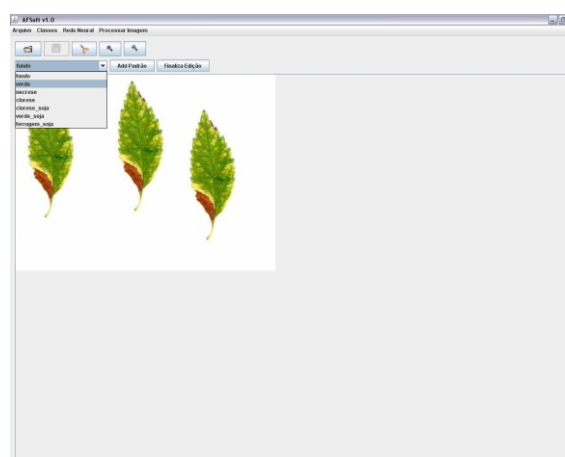 AFSoft v1.0
Arquivo Classes Rede Neural Processar Imagem
fundo Add Padrão Finaliza Edição
fundo
verde
necrose
clorose
clorose_soja
verde_soja
ferrugem_soja